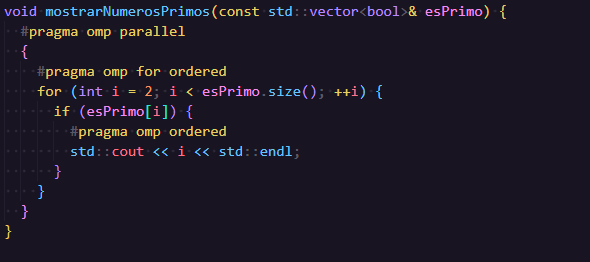 void mostrarNumerosPrimos(const std::vector<bool>& esPrimo) {
  #pragma omp parallel
  {
    #pragma omp for ordered
    for (int i = 2; i < esPrimo.size(); ++i) {
      if (esPrimo[i]) {
        #pragma omp ordered
        std::cout << i << std::endl;
      }
    }
  }
}